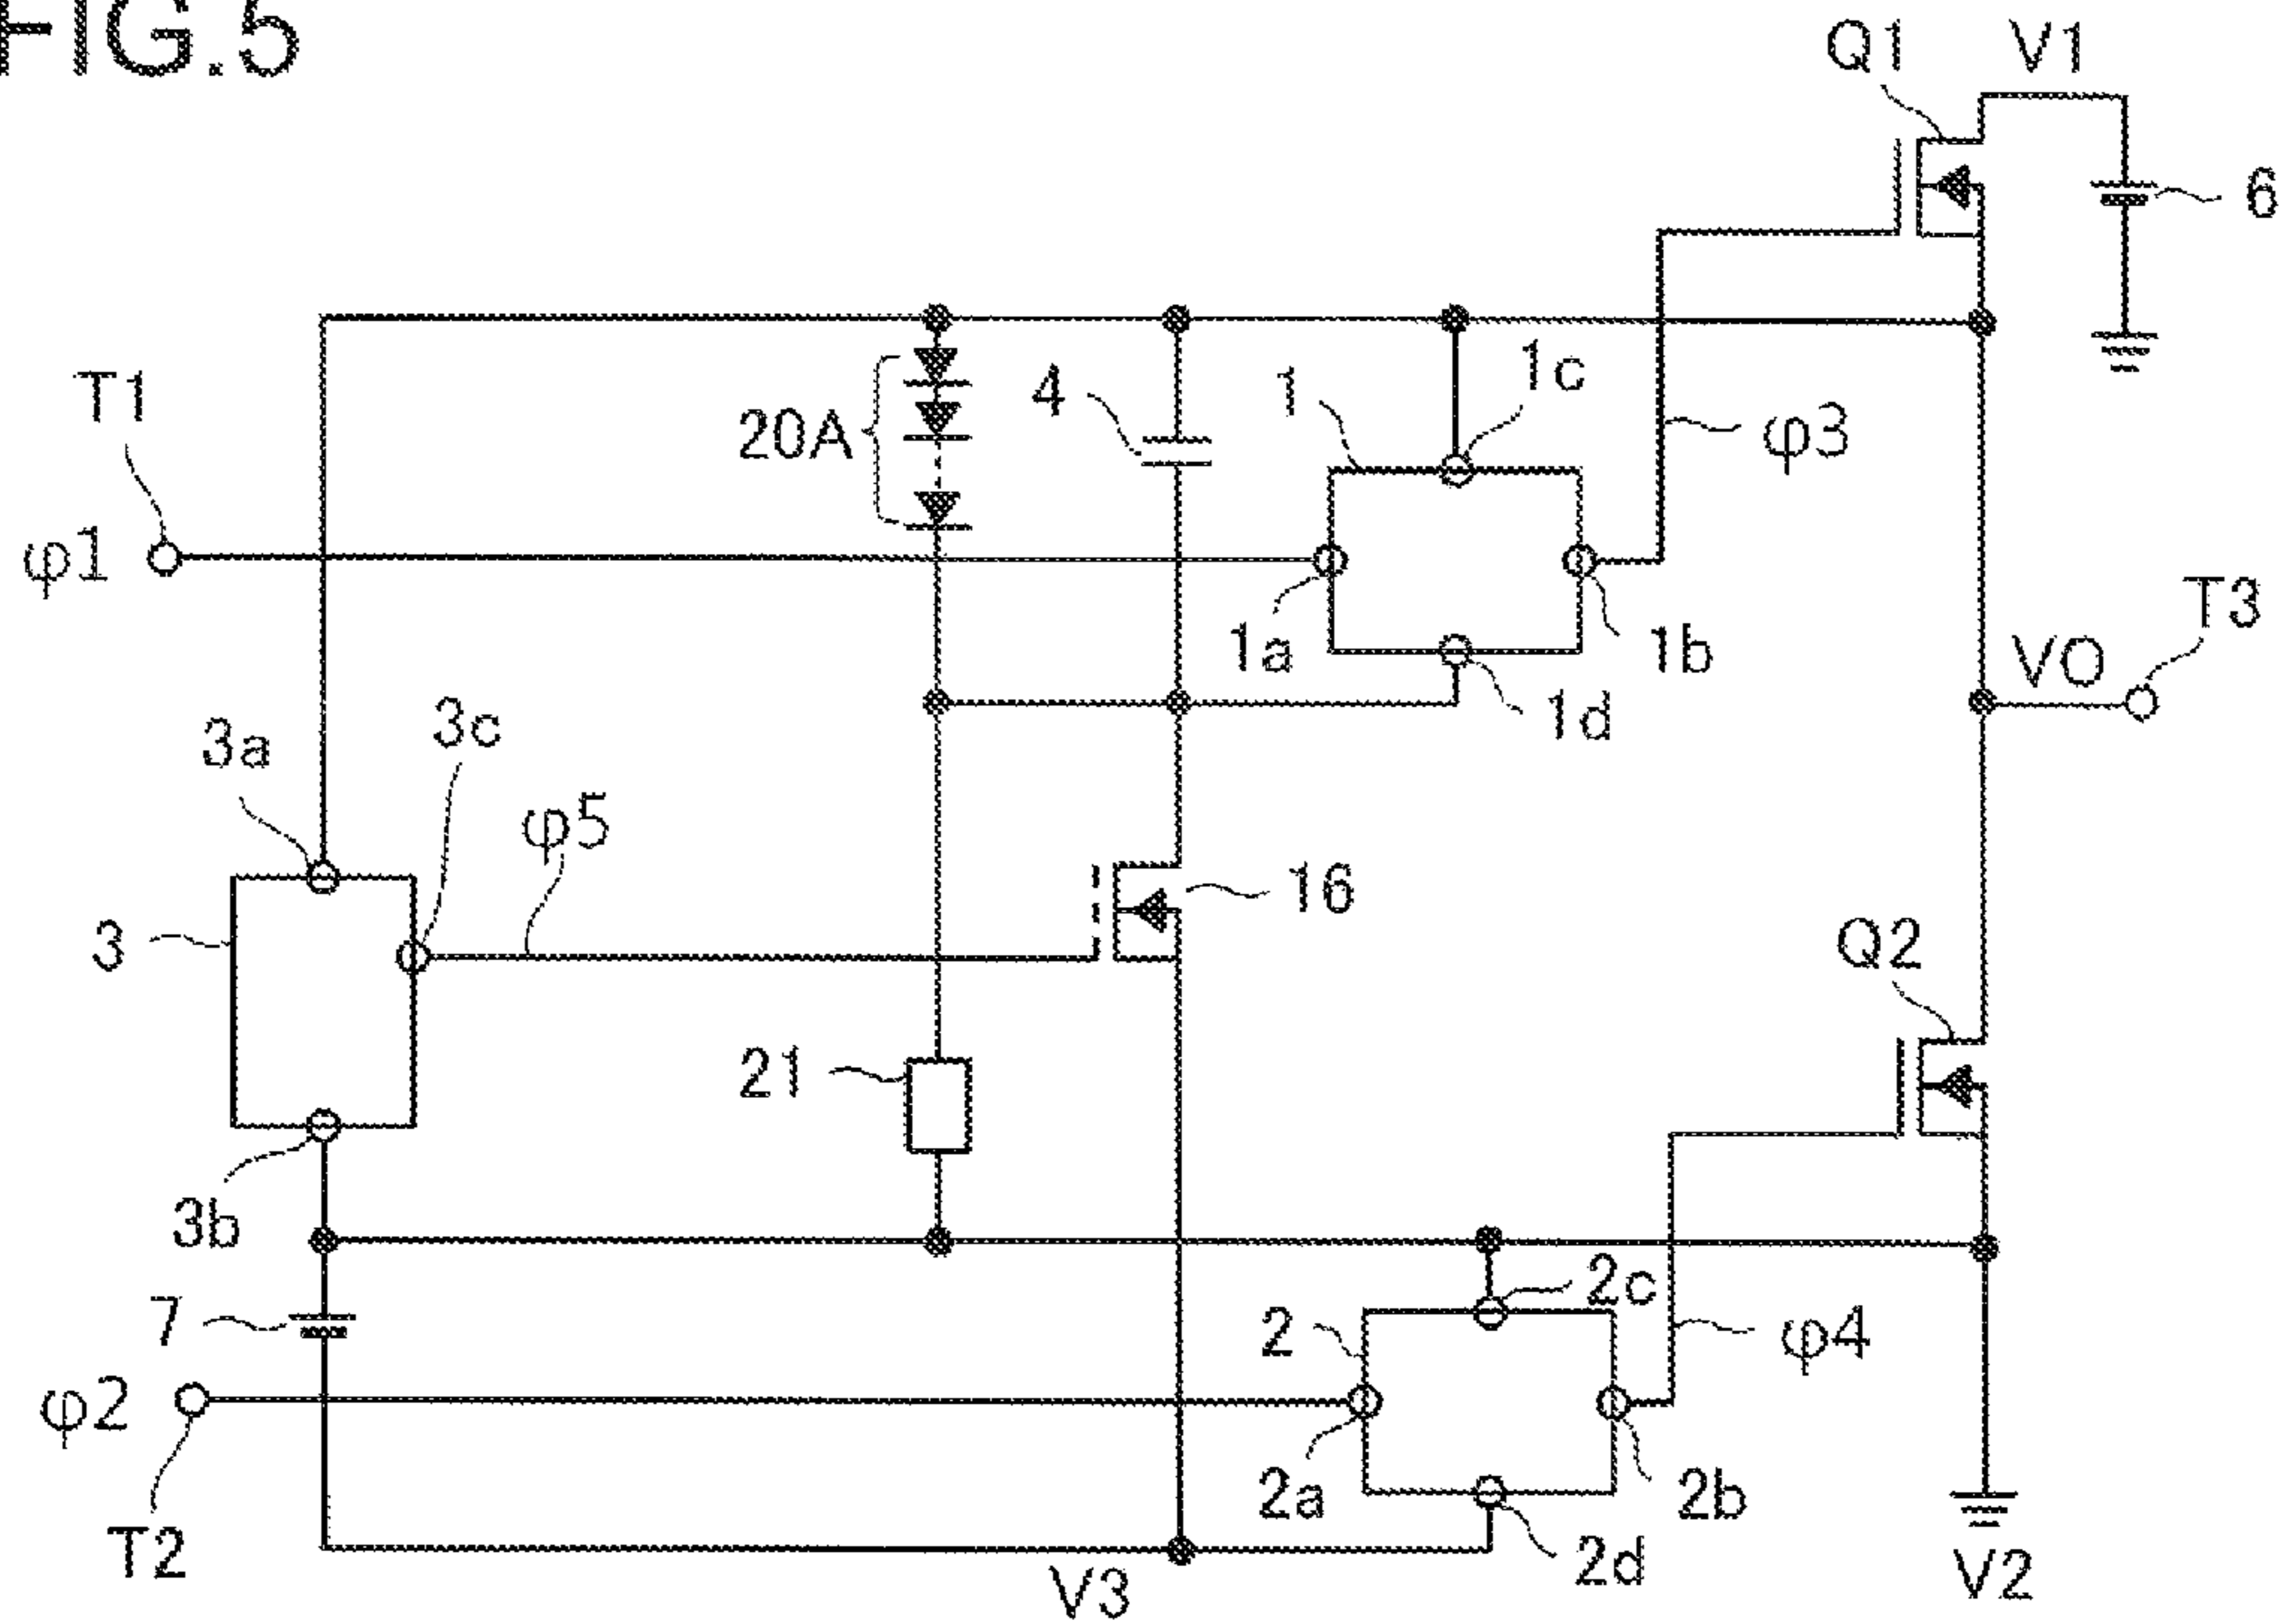 FIG.5
Q1 V1
6
T1
20A
4
1
1c
φ3
φ1
1a
1b
T3
VO
3a
3c
1d
φ5
16
3
Q2
21
3b
2c
7
2
φ4
φ2
2a
2b
T2
2d
V3
V2